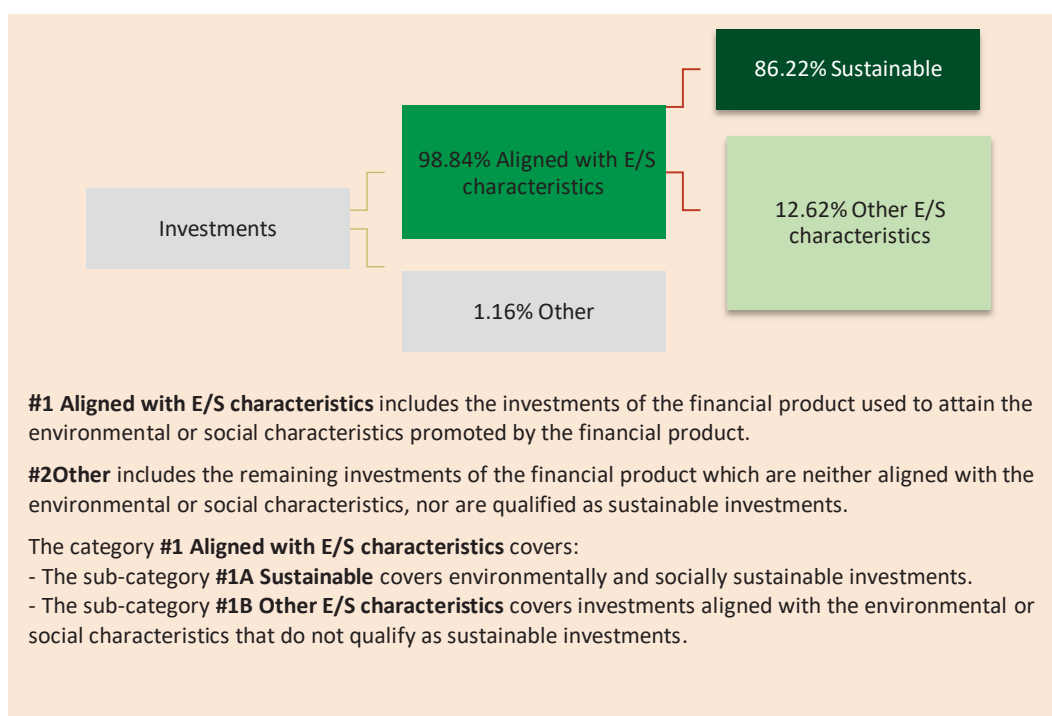 86.22% Sustainable
98.84% Aligned with E/S
characteristics
Investments
12.62% Other E/S
characteristics
1.16% Other
#1 Aligned with E/S characteristics includes the investments of the financial product used to attain the
environmental or social characteristics promoted by the financial product.
#2Other includes the remaining investments of the financial product which are neither aligned with the
environmental or social characteristics, nor are qualified as sustainable investments.
The category #1 Aligned with E/S characteristics covers:
- The sub-category #1A Sustainable covers environmentally and socially sustainable investments.
- The sub-category #1B Other E/S characteristics covers investments aligned with the environmental or
social characteristics that do not qualify as sustainable investments.